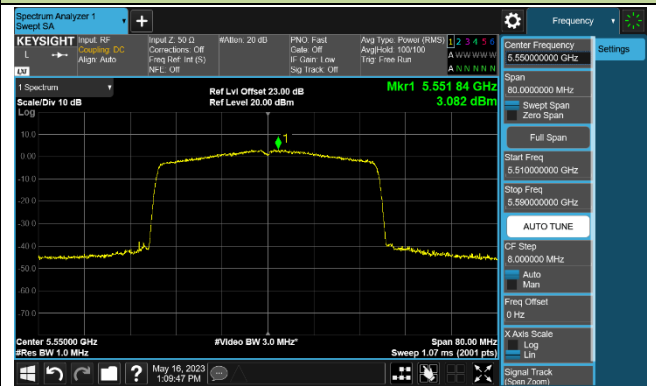 Spectrum Analyzer 1
Swept SA
+
Frequency
KEYSIGHT
Input: RF
Coupling: DC
Align: Auto
Input Z: 50 Ω
Corrections: Off
Freq Ref: Int (S)
NFE: Off
#Atten: 20 dB
PNO: Fast
Gate: Off
IF Gain: Low
Sig Track: Off
Avg Type: Power (RMS)
Avg|Hold: 100/100
Trig: Free Run
1 2 3 4 5 6
A W W W W W
A N N N N N
L
LXI
1 Spectrum
Scale/Div 10 dB
Log
Ref Lvl Offset 23.00 dB
Ref Level 20.00 dBm
Mkr1 5.551 84 GHz
3.082 dBm
1
10.0
0.00
-10.0
-20.0
-30.0
-40.0
-50.0
-60.0
-70.0
Center 5.55000 GHz
#Res BW 1.0 MHz
#Video BW 3.0 MHz*
Span 80.00 MHz
Sweep 1.07 ms (2001 pts)
Center Frequency
5.550000000 GHz
Settings
Span
80.0000000 MHz
Swept Span
Zero Span
Full Span
Start Freq
5.510000000 GHz
Stop Freq
5.590000000 GHz
AUTO TUNE
CF Step
8.000000 MHz
Auto
Man
Freq Offset
0 Hz
X Axis Scale
Log
Lin
Signal Track
(Span Zoom)
?
May 16, 2023
1:09:47 PM